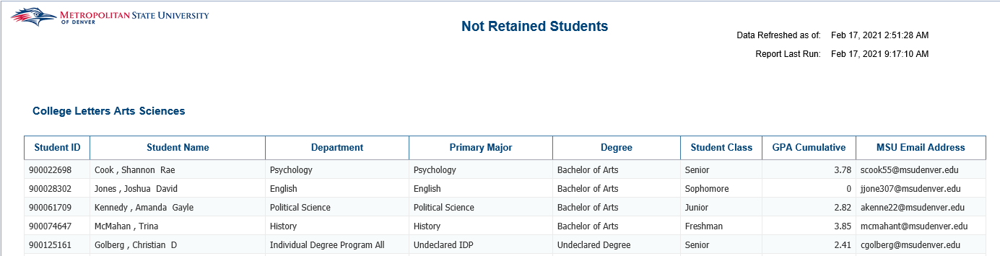 METROPOLITAN STATE UNIVERSITY
OF DENVER
Not Retained Students
Data Refreshed as of: Feb 17, 2021 2:51:28 AM
Report Last Run: Feb 17, 2021 9:17:10 AM
College Letters Arts Sciences
Student ID Student Name Department Primary Major Degree Student Class GPA Cumulative MSU Email Address
900022698 Cook , Shannon Rae Psychology Psychology Bachelor of Arts Senior 3.78 scook55@msudenver.edu
900028302 Jones , Joshua David English English Bachelor of Arts Sophomore 0 jjone307@msudenver.edu
900061709 Kennedy , Amanda Gayle Political Science Political Science Bachelor of Arts Junior 2.82 akenne22@msudenver.edu
900074647 McMahan , Trina History History Bachelor of Arts Freshman 3.85 mcmahant@msudenver.edu
900125161 Golberg , Christian D Individual Degree Program All Undeclared IDP Undeclared Degree Senior 2.41 cgolberg@msudenver.edu